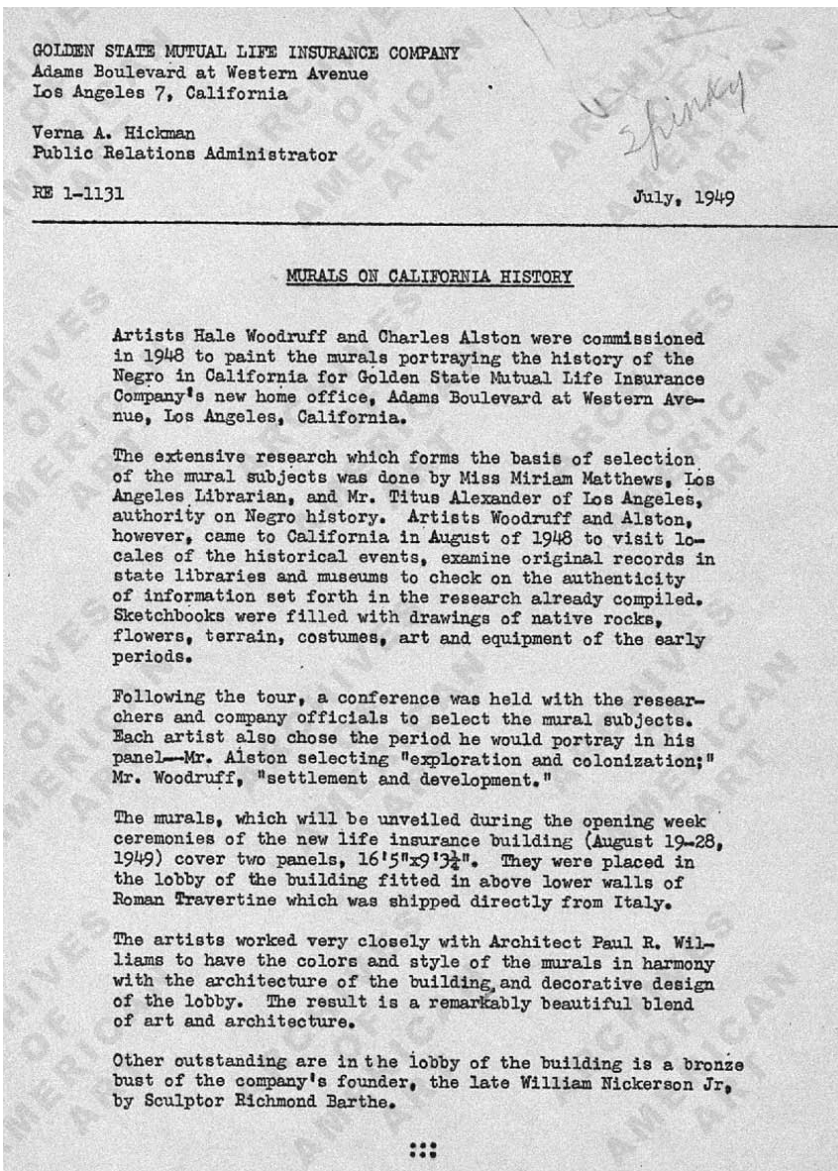 GOLDEN STATE MUTUAL LIFE INSURANCE COMPANY
Adams Boulevard at Western Avenue
Los Angeles 7, California
Verna A. Hickman
Public Relations Administrator
RE 1-1131 July, 1949
MURALS ON CALIFORNIA HISTORY
Artists Hale Woodruff and Charles Alston were commissioned
in 1948 to paint the murals portraying the history of the
Negro in California for Golden State Mutual Life Insurance
Company's new home office, Adams Boulevard at Western Ave-
nue, Los Angeles, California.
The extensive research which forms the basis of selection
of the mural subjects was done by Miss Miriam Matthews, Los
Angeles Librarian, and Mr. Titus Alexander of Los Angeles,
authority on Negro history. Artists Woodruff and Alston,
however, came to California in August of 1948 to visit lo-
cales of the historical events, examine original records in
state libraries and museums to check on the authenticity
of information set forth in the research already compiled.
Sketchbooks were filled with drawings of native rocks,
flowers, terrain, costumes, art and equipment of the early
periods.
Following the tour, a conference was held with the resear-
chers and company officials to select the mural subjects.
Each artist also chose the period he would portray in his
panel--Mr. Alston selecting "exploration and colonization;"
Mr. Woodruff, "settlement and development."
The murals, which will be unveiled during the opening week
ceremonies of the new life insurance building (August 19-28,
1949) cover two panels, 16'5"x9'3¼". They were placed in
the lobby of the building fitted in above lower walls of
Roman Travertine which was shipped directly from Italy.
The artists worked very closely with Architect Paul R. Wil-
liams to have the colors and style of the murals in harmony
with the architecture of the building, and decorative design
of the lobby. The result is a remarkably beautiful blend
of art and architecture.
Other outstanding are in the lobby of the building is a bronze
bust of the company's founder, the late William Nickerson Jr,
by Sculptor Richmond Barthe.
:::
ARCHIVES
OF
AMERICAN
ART